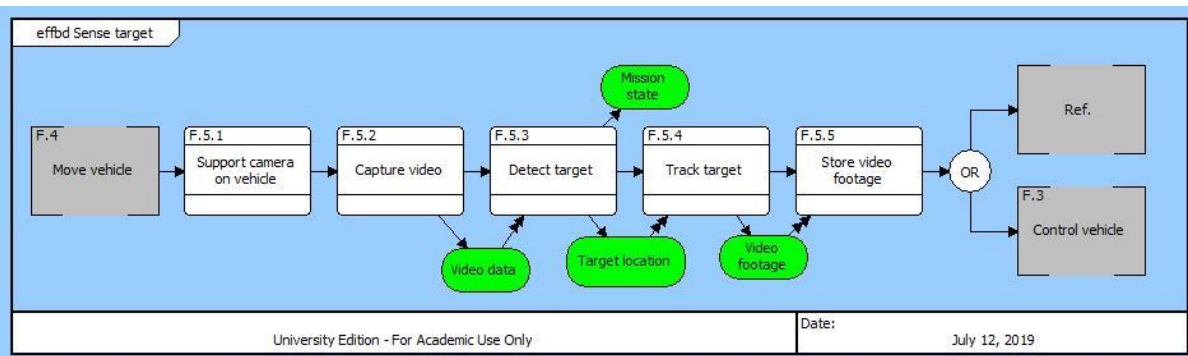 effbd Sense target
Mission
state
F.4
Move vehicle
F.5.1
Support camera
on vehicle
F.5.2
Capture video
F.5.3
Detect target
F.5.4
Track target
F.5.5
Store video
footage
OR
Ref.
F.3
Control vehicle
Video data
Target location
Video
footage
University Edition - For Academic Use Only
Date:
July 12, 2019